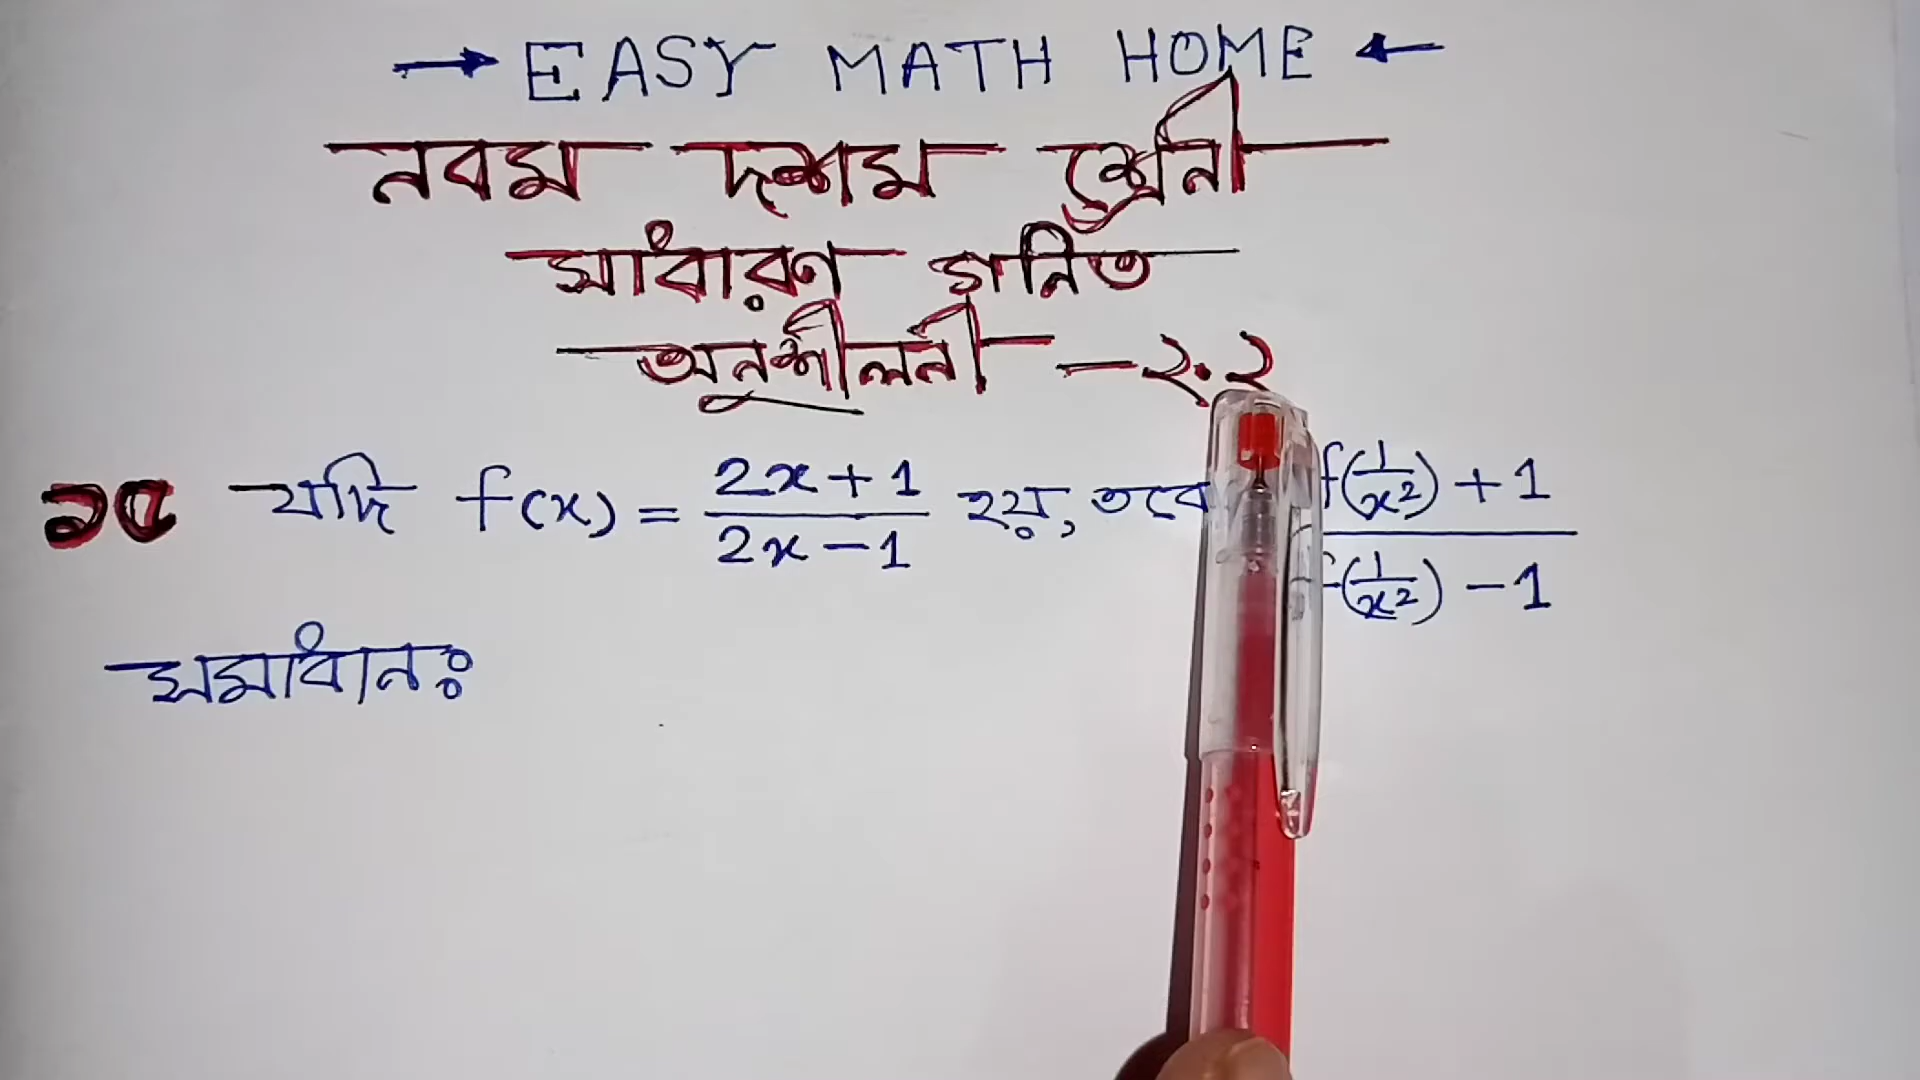 → EASY MATH HOME ←
নবম দশম শ্রেনী
সাধারণ গনিত
অনুশীলনী - ২.২
১৫ যদি f(x) = (2x + 1)/(2x - 1) হয়, তবে (f(1/x²) + 1)/(f(1/x²) - 1)
সমাধানঃ